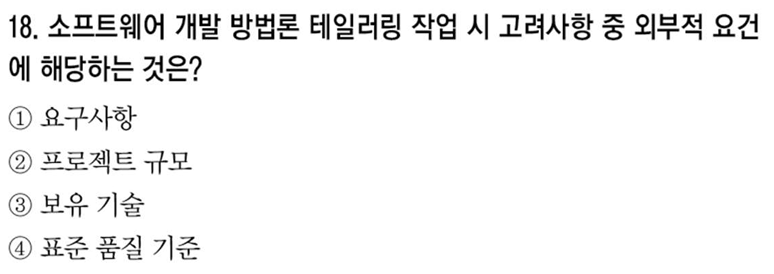 18. 소프트웨어 개발 방법론 테일러링 작업 시 고려사항 중 외부적 요건
에 해당하는 것은?
① 요구사항
② 프로젝트 규모
③ 보유 기술
④ 표준 품질 기준